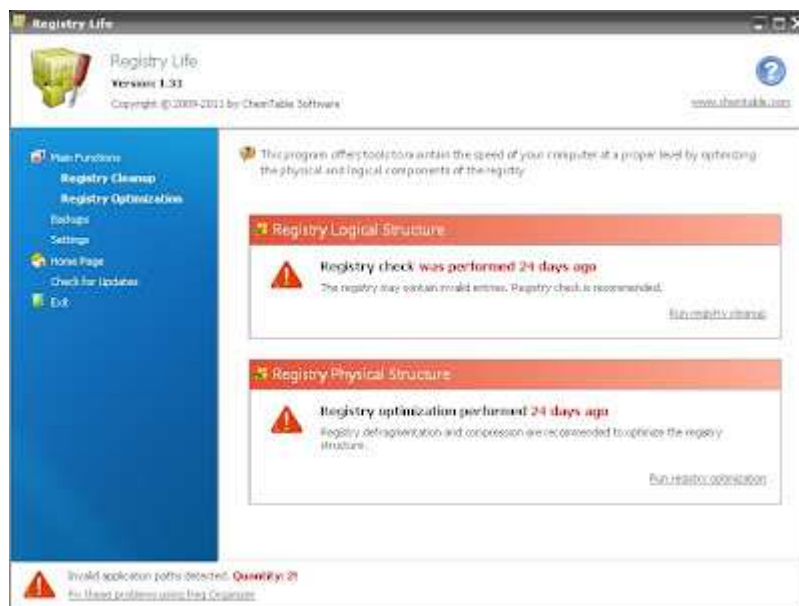 Registry Life
Registry Life
Version: 1.31
Copyright © 2009-2011 by ChemTable Software
www.chemtable.com
Main Functions
Registry Cleanup
Registry Optimization
Backups
Settings
Home Page
Check for Updates
Exit
This program offers tools to maintain the speed of your computer at a proper level by optimizing
the physical and logical components of the registry
Registry Logical Structure
Registry check was performed 24 days ago
The registry may contain invalid entries. Registry check is recommended.
Run registry cleanup
Registry Physical Structure
Registry optimization performed 24 days ago
Registry defragmentation and compression are recommended to optimize the registry
structure.
Run registry optimization
Invalid application paths detected. Quantity:
Fix these problems using Reg Organizer